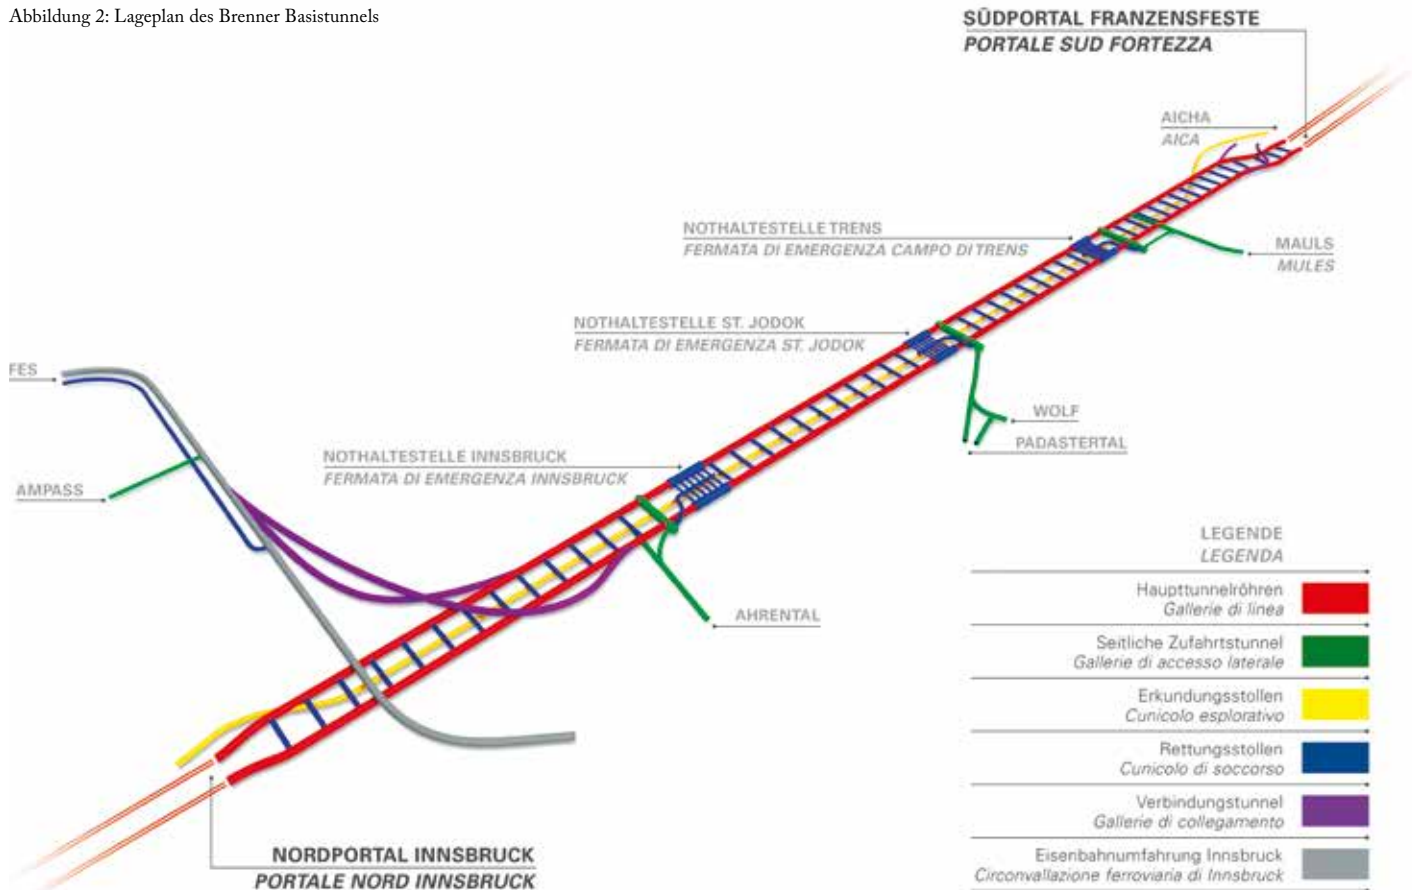 Abbildung 2: Lageplan des Brenner Basistunnels
SÜDPORTAL FRANZENSFESTE
PORTALE SUD FORTEZZA
AICHA
AICA
NOTHALTESTELLE TRENS
FERMATA DI EMERGENZA CAMPO DI TRENS
MAULS
MULES
NOTHALTESTELLE ST. JODOK
FERMATA DI EMERGENZA ST. JODOK
FES
WOLF
PADASTERTAL
NOTHALTESTELLE INNSBRUCK
FERMATA DI EMERGENZA INNSBRUCK
AMPASS
AHRENTAL
LEGENDE
LEGENDA
Haupttunnelröhren
Gallerie di linea
Seitliche Zufahrtstunnel
Gallerie di accesso laterale
Erkundungsstollen
Cunicolo esplorativo
Rettungsstollen
Cunicolo di soccorso
Verbindungstunnel
Gallerie di collegamento
Eisenbahnumfahrung Innsbruck
Circonvallazione ferroviaria di Innsbruck
NORDPORTAL INNSBRUCK
PORTALE NORD INNSBRUCK